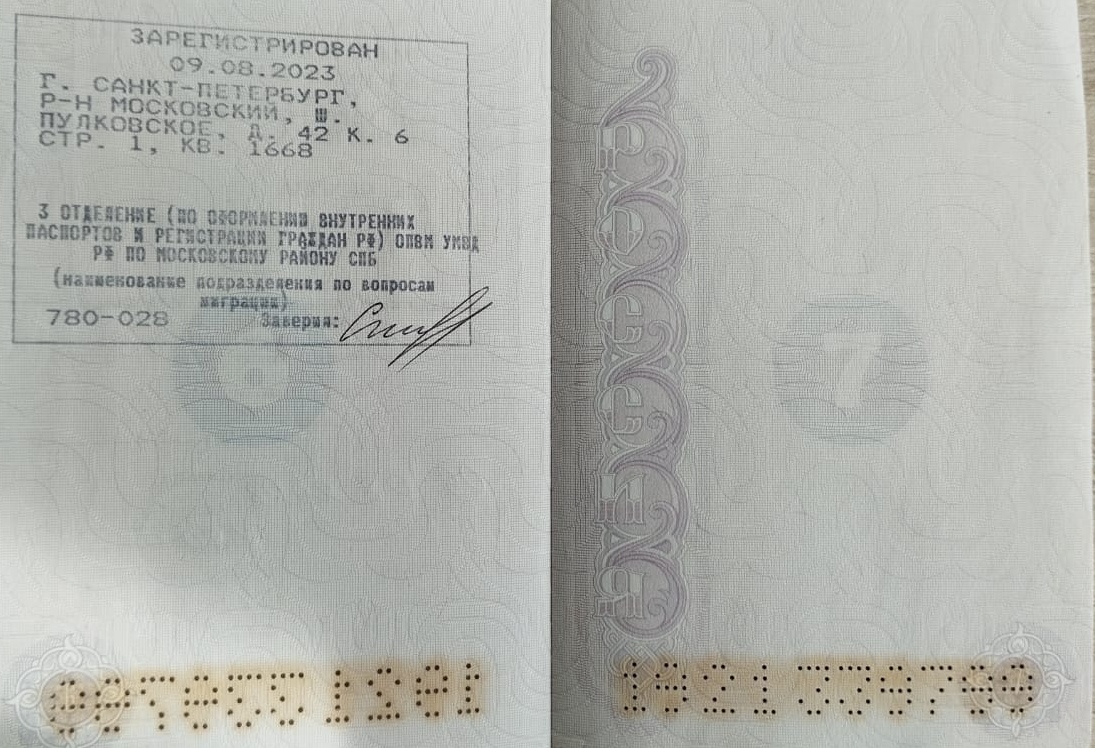 ЗАРЕГИСТРИРОВАН
09.08.2023
Г. САНКТ-ПЕТЕРБУРГ,
Р-Н МОСКОВСКИЙ, Ш.
ПУЛКОВСКОЕ, Д. 42 К. 6
СТР. 1, КВ. 1668
3 ОТДЕЛЕНИЕ (ПО ОФОРМЛЕНИЮ ВНУТРЕННИХ
ПАСПОРТОВ И РЕГИСТРАЦИИ ГРАЖДАН РФ) ОПВМ УМВД
РФ ПО МОСКОВСКОМУ РАЙОНУ СПБ
(наименование подразделения по вопросам
миграции)
780-028 Заверил:
РОССИЯ
7